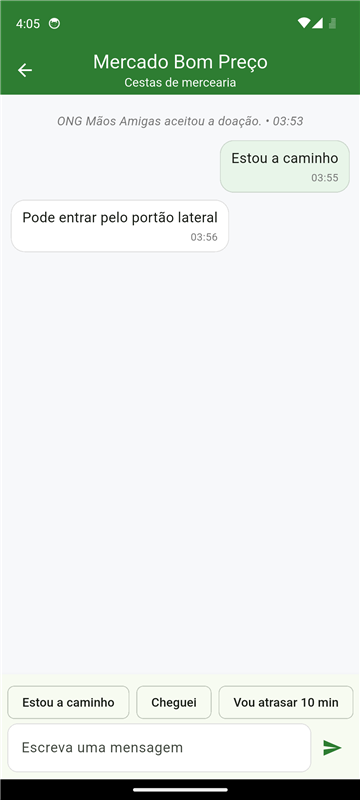 4:05
Mercado Bom Preço
Cestas de mercearia
ONG Mãos Amigas aceitou a doação. • 03:53
Estou a caminho
03:55
Pode entrar pelo portão lateral
03:56
Estou a caminho
Cheguei
Vou atrasar 10 min
Escreva uma mensagem